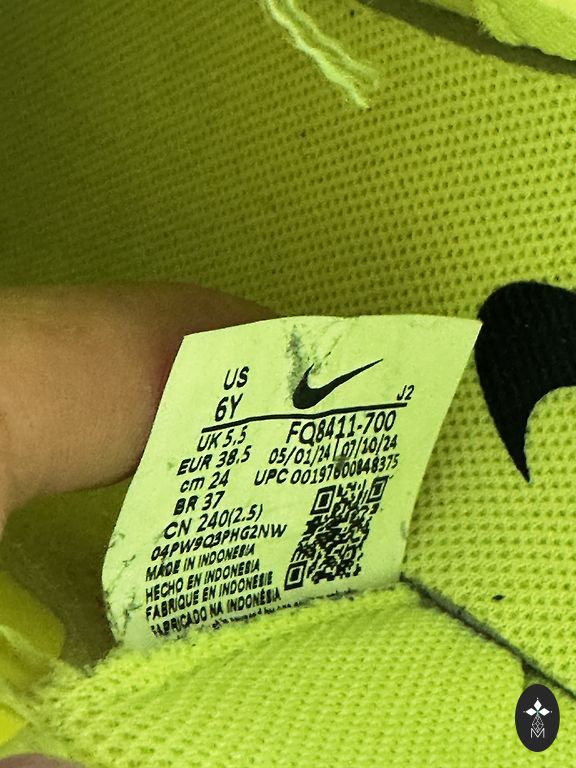 US
6Y
J2
UK 5.5
EUR 38.5
cm 24
BR 37
CN 240(2.5)
FQ8411-700
05/01/24 | 07/10/24
UPC 00197600848375
04PW9Q3PHG2NW
MADE IN INDONESIA
HECHO EN INDONESIA
FABRIQUE EN INDONESIE
FABRICADO NA INDONÉSIA
M